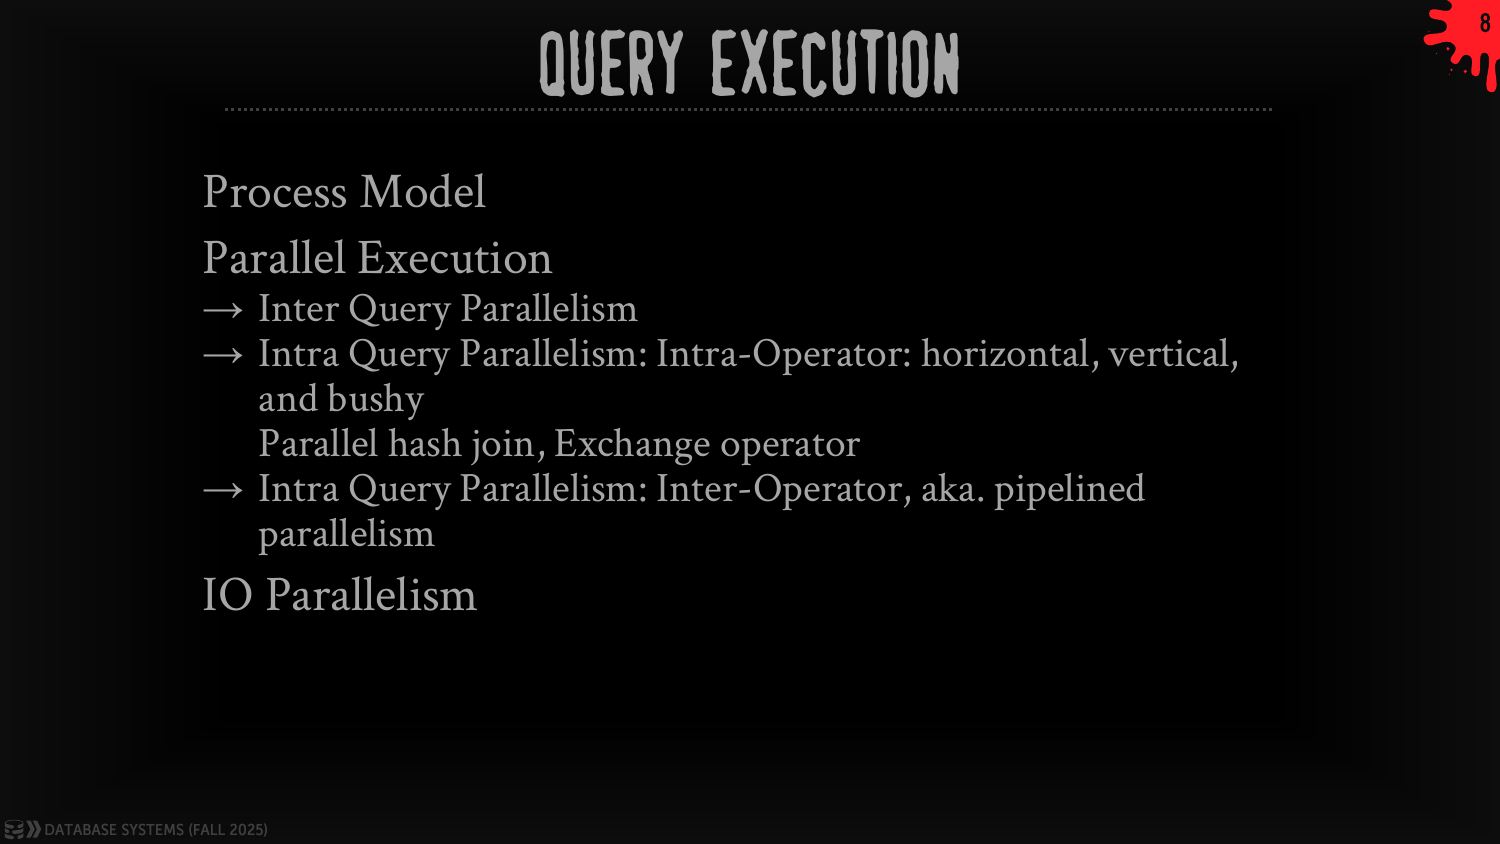 8
QUERY EXECUTION
Process Model
Parallel Execution
→ Inter Query Parallelism
→ Intra Query Parallelism: Intra-Operator: horizontal, vertical,
and bushy
Parallel hash join, Exchange operator
→ Intra Query Parallelism: Inter-Operator, aka. pipelined
parallelism
IO Parallelism
DATABASE SYSTEMS (FALL 2025)